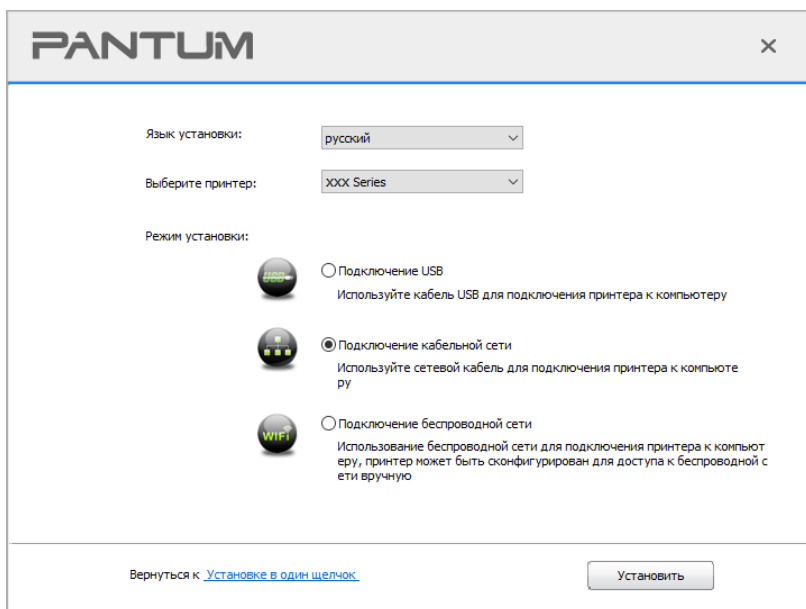 PANTUM
Язык установки:
русский
Выберите принтер:
XXX Series
Режим установки:
USB
Подключение USB
Используйте кабель USB для подключения принтера к компьютеру
Подключение кабельной сети
Используйте сетевой кабель для подключения принтера к компьюте
ру
WiFi
Подключение беспроводной сети
Использование беспроводной сети для подключения принтера к компьют
еру, принтер может быть сконфигурирован для доступа к беспроводной с
ети вручную
Вернуться к Установке в один щелчок
Установить